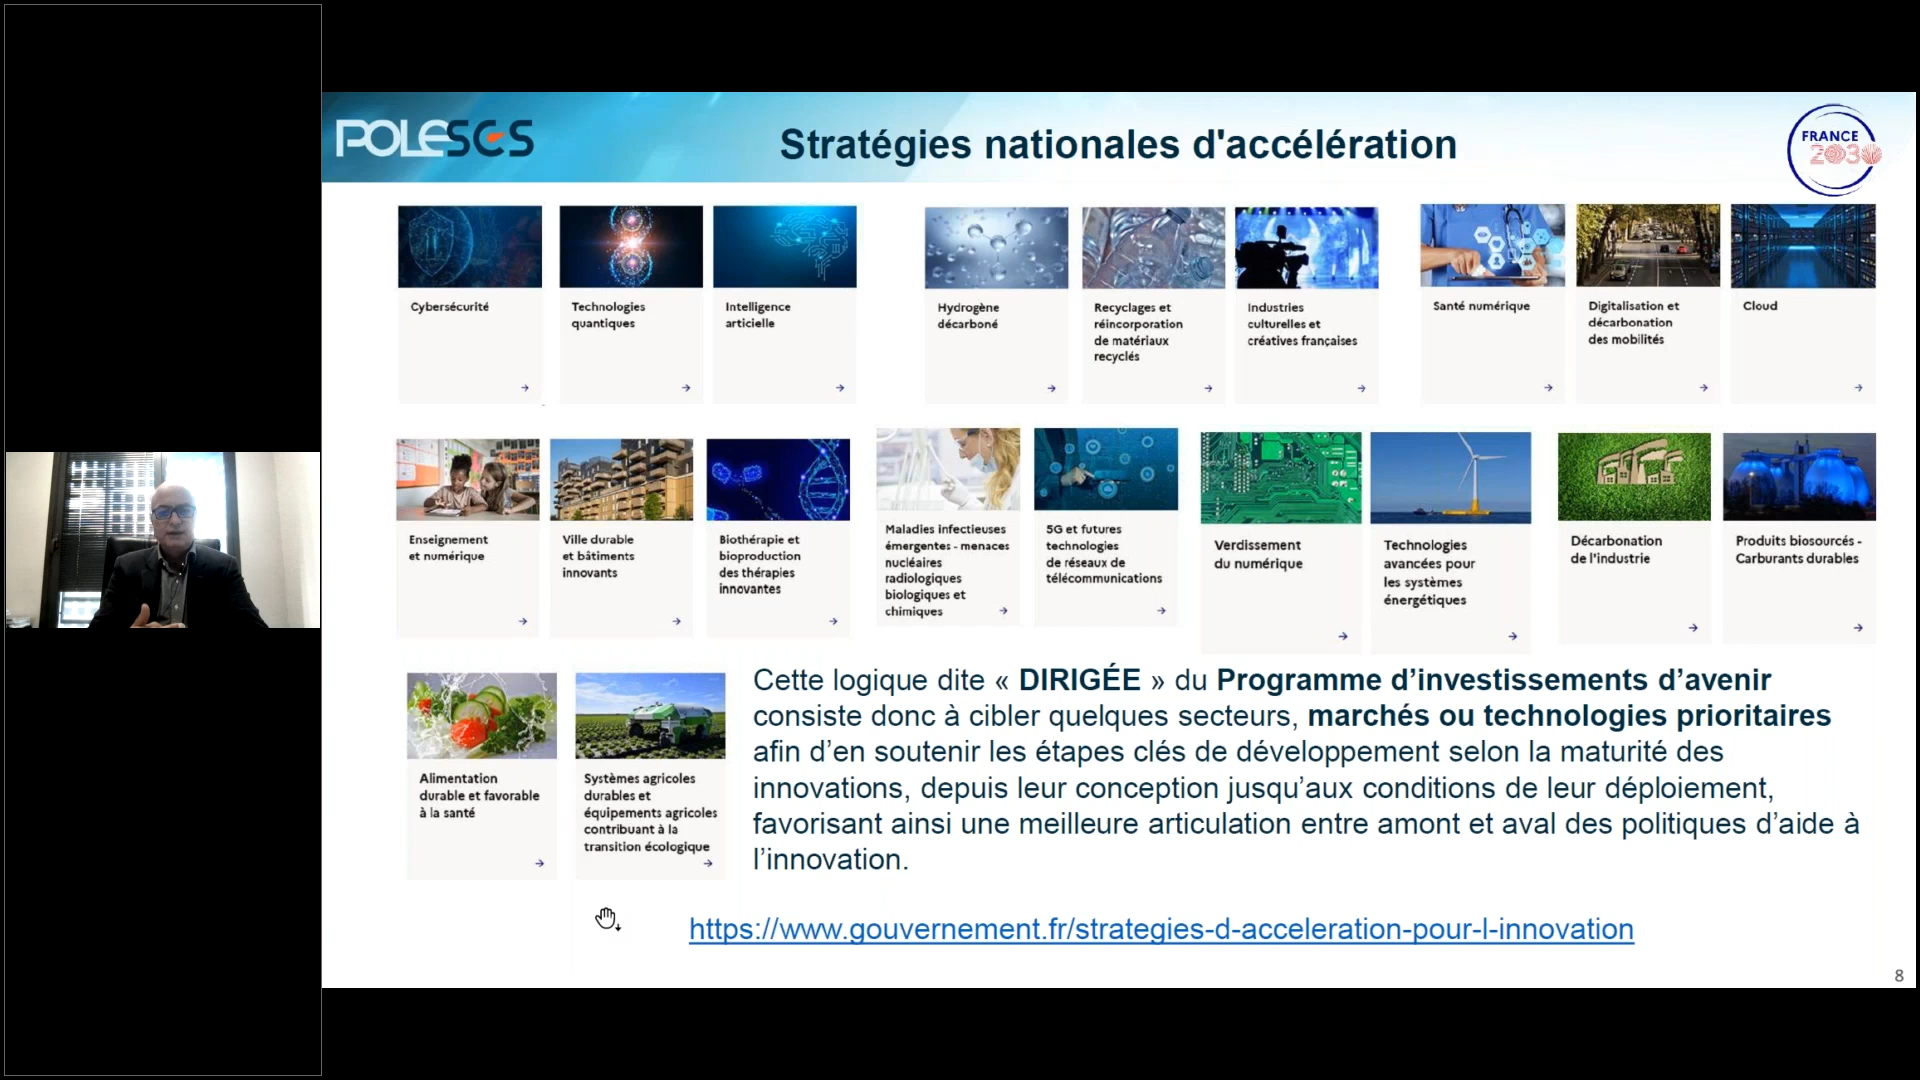 POLESCS
Stratégies nationales d'accélération
FRANCE
2030
Cybersécurité
Technologies
quantiques
Intelligence
articielle
Hydrogène
décarboné
Recyclages et
réincorporation
de matériaux
recyclés
Industries
culturelles et
créatives françaises
Santé numérique
Digitalisation et
décarbonation
des mobilités
Cloud
Enseignement
et numérique
Ville durable
et bâtiments
innovants
Biothérapie et
bioproduction
des thérapies
innovantes
Maladies infectieuses
émergentes - menaces
nucléaires
radiologiques
biologiques et
chimiques
5G et futures
technologies
de réseaux de
télécommunications
Verdissement
du numérique
Technologies
avancées pour
les systèmes
énergétiques
Décarbonation
de l'industrie
Produits biosourcés -
Carburants durables
Alimentation
durable et favorable
à la santé
Systèmes agricoles
durables et
équipements agricoles
contribuant à la
transition écologique
Cette logique dite « DIRIGÉE » du Programme d’investissements d’avenir
consiste donc à cibler quelques secteurs, marchés ou technologies prioritaires
afin d’en soutenir les étapes clés de développement selon la maturité des
innovations, depuis leur conception jusqu’aux conditions de leur déploiement,
favorisant ainsi une meilleure articulation entre amont et aval des politiques d’aide à
l’innovation.
https://www.gouvernement.fr/strategies-d-acceleration-pour-l-innovation
8